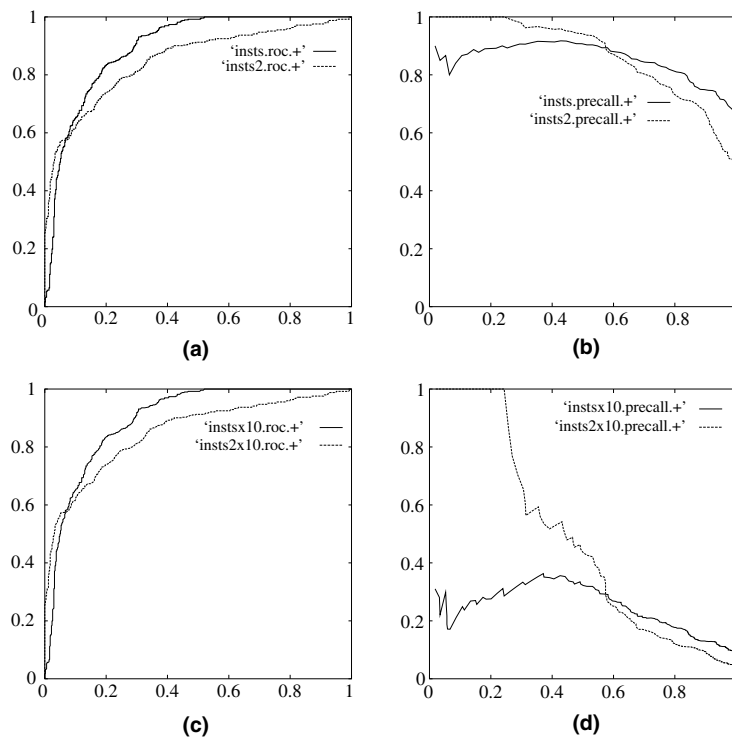 1
0.8
0.6
0.4
0.2
0
0 0.2 0.4 0.6 0.8 1
‘insts.roc.+’
‘insts2.roc.+’
(a)
1
0.8
0.6
0.4
0.2
0
0 0.2 0.4 0.6 0.8
‘insts.precall.+’
‘insts2.precall.+’
(b)
1
0.8
0.6
0.4
0.2
0
0 0.2 0.4 0.6 0.8 1
‘instsx10.roc.+’
‘insts2x10.roc.+’
(c)
1
0.8
0.6
0.4
0.2
0
0 0.2 0.4 0.6 0.8
‘instsx10.precall.+’
‘insts2x10.precall.+’
(d)